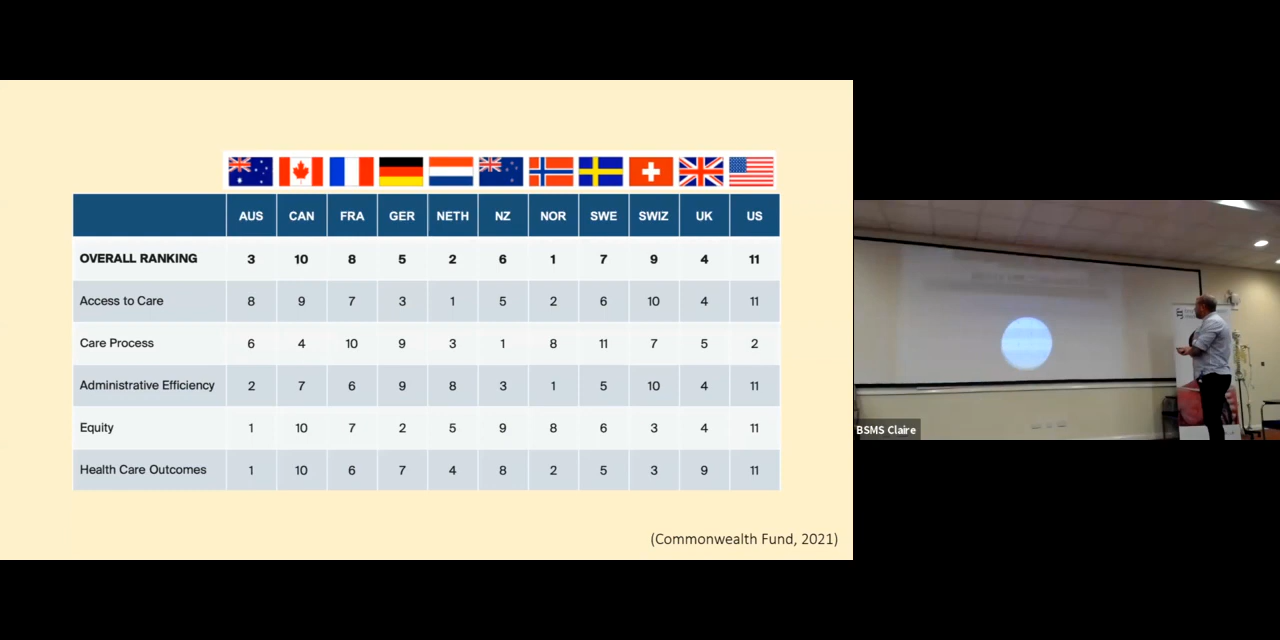 AUS CAN FRA GER NETH NZ NOR SWE SWIZ UK US
OVERALL RANKING 3 10 8 5 2 6 1 7 9 4 11
Access to Care 8 9 7 3 1 5 2 6 10 4 11
Care Process 6 4 10 9 3 1 8 11 7 5 2
Administrative Efficiency 2 7 6 9 8 3 1 5 10 4 11
Equity 1 10 7 2 5 9 8 6 3 4 11
Health Care Outcomes 1 10 6 7 4 8 2 5 3 9 11
(Commonwealth Fund, 2021)
BSMS Claire